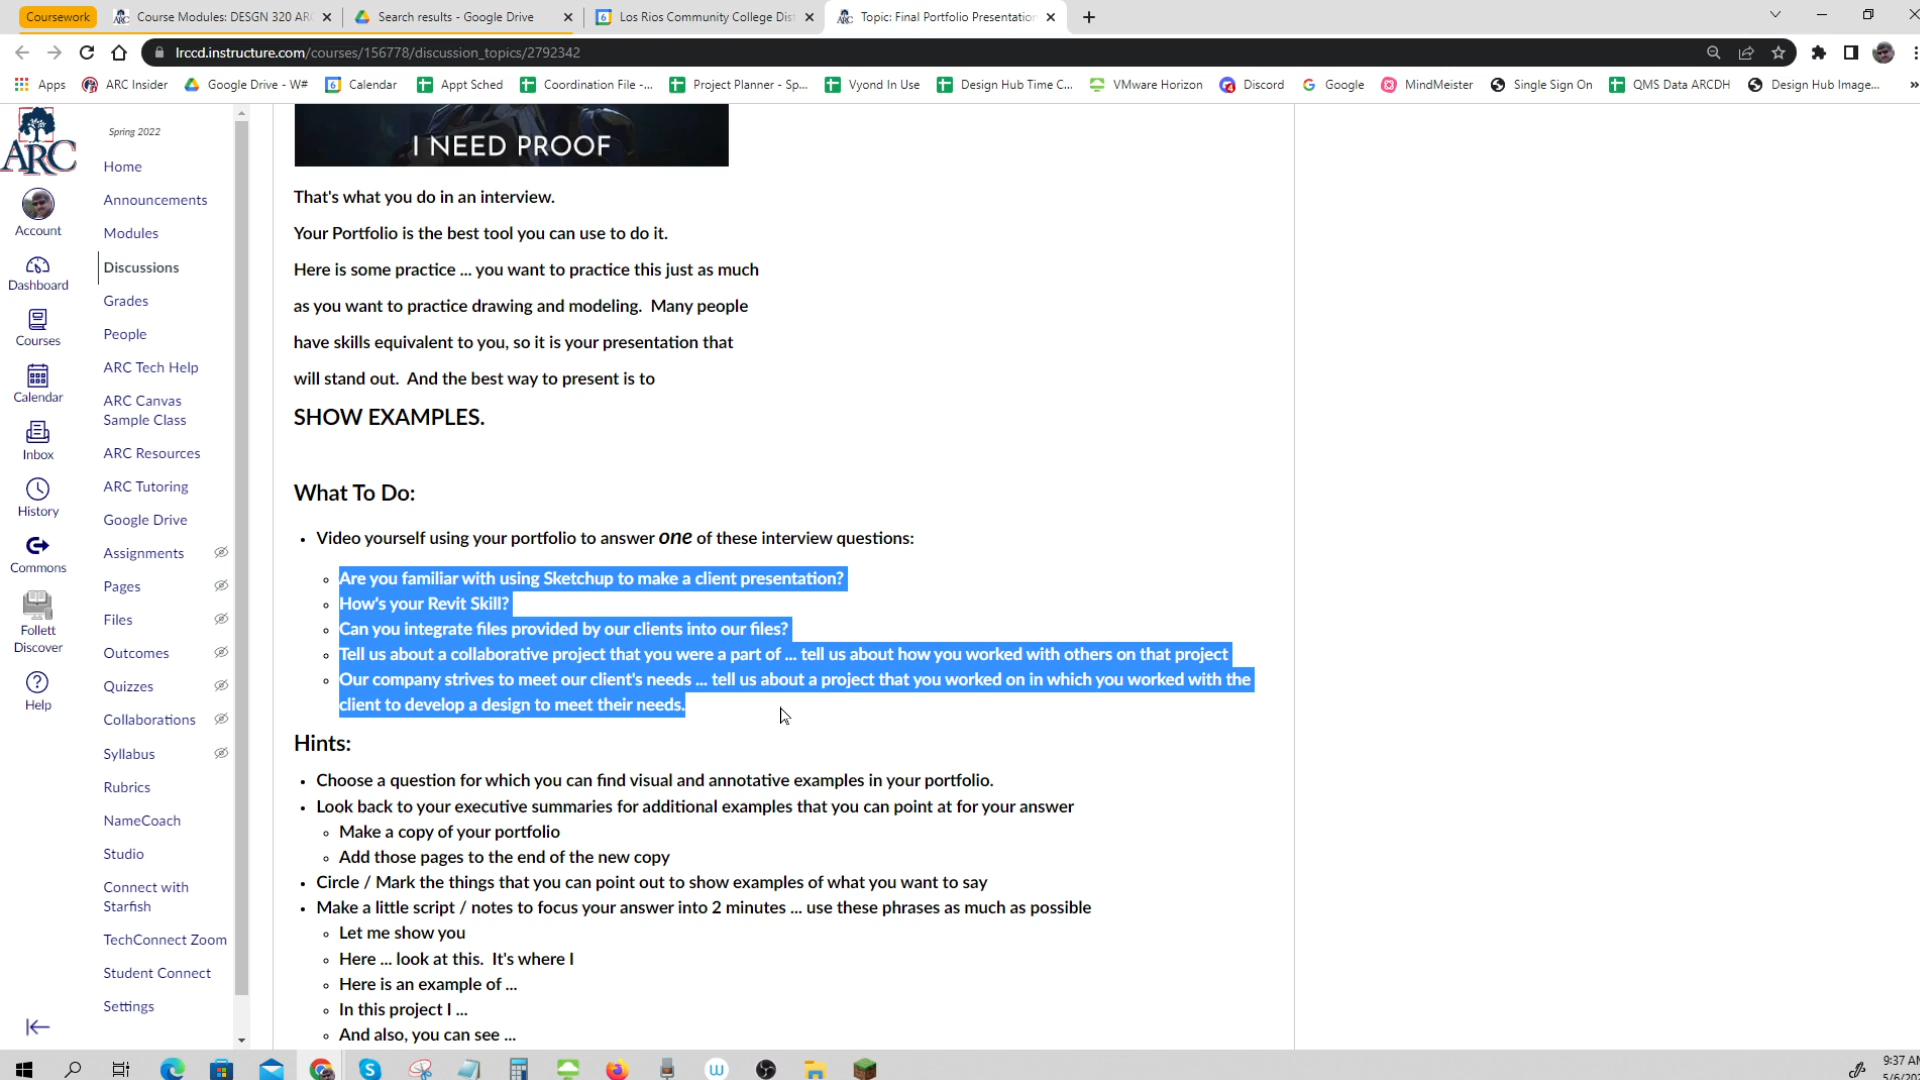 Coursework
Course Modules: DESGN 320 AR
Search results - Google Drive
Los Rios Community College Dist
Topic: Final Portfolio Presentation
lrccd.instructure.com/courses/156778/discussion_topics/2792342
Apps
ARC Insider
Google Drive - W#
Calendar
Appt Sched
Coordination File -...
Project Planner - Sp...
Vyond In Use
Design Hub Time C...
VMware Horizon
Discord
Google
MindMeister
Single Sign On
QMS Data ARCDH
Design Hub Image...
ARC
Account
Dashboard
Courses
Calendar
Inbox
History
Commons
Follett
Discover
Help
Spring 2022
Home
Announcements
Modules
Discussions
Grades
People
ARC Tech Help
ARC Canvas
Sample Class
ARC Resources
ARC Tutoring
Google Drive
Assignments
Pages
Files
Outcomes
Quizzes
Collaborations
Syllabus
Rubrics
NameCoach
Studio
Connect with
Starfish
TechConnect Zoom
Student Connect
Settings
I NEED PROOF
That's what you do in an interview.
Your Portfolio is the best tool you can use to do it.
Here is some practice ... you want to practice this just as much
as you want to practice drawing and modeling. Many people
have skills equivalent to you, so it is your presentation that
will stand out. And the best way to present is to
SHOW EXAMPLES.
What To Do:
• Video yourself using your portfolio to answer one of these interview questions:
◦ Are you familiar with using Sketchup to make a client presentation?
◦ How's your Revit Skill?
◦ Can you integrate files provided by our clients into our files?
◦ Tell us about a collaborative project that you were a part of ... tell us about how you worked with others on that project
◦ Our company strives to meet our client's needs ... tell us about a project that you worked on in which you worked with the
client to develop a design to meet their needs.
Hints:
• Choose a question for which you can find visual and annotative examples in your portfolio.
• Look back to your executive summaries for additional examples that you can point at for your answer
◦ Make a copy of your portfolio
◦ Add those pages to the end of the new copy
• Circle / Mark the things that you can point out to show examples of what you want to say
• Make a little script / notes to focus your answer into 2 minutes ... use these phrases as much as possible
◦ Let me show you
◦ Here ... look at this. It's where I
◦ Here is an example of ...
◦ In this project I ...
◦ And also, you can see ...
9:37 AM